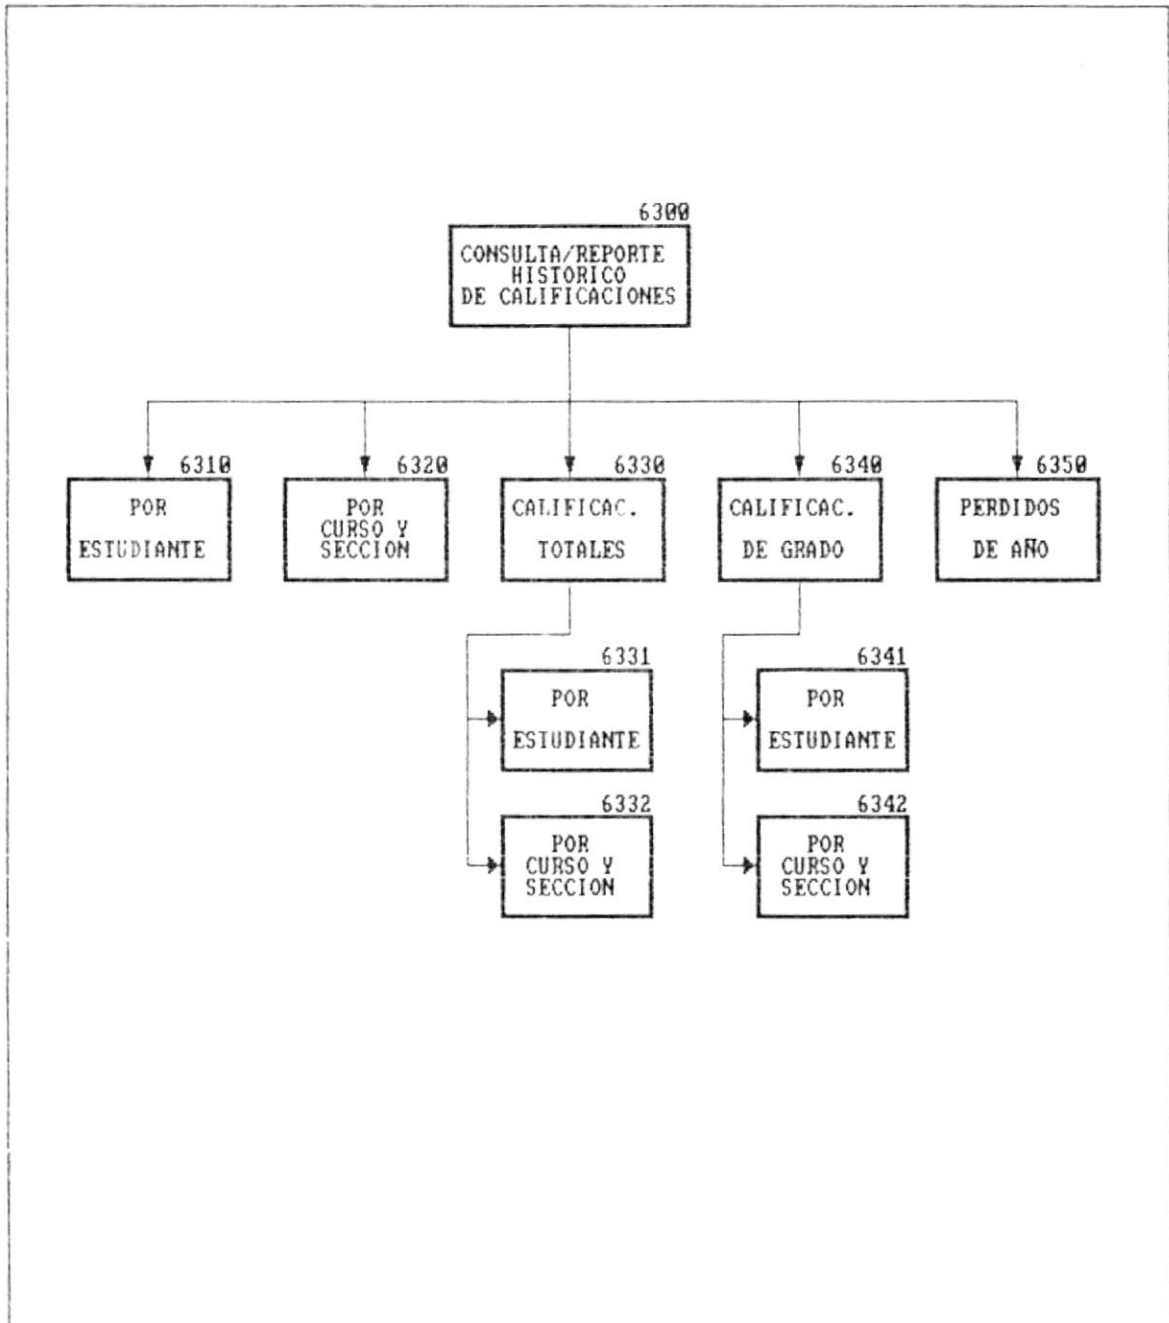 6300
CONSULTA/REPORTE
HISTORICO
DE CALIFICACIONES
6310
POR
ESTUDIANTE
6320
POR
CURSO Y
SECCION
6330
CALIFICAC.
TOTALES
6340
CALIFICAC.
DE GRADO
6350
PERDIDOS
DE AÑO
6331
POR
ESTUDIANTE
6332
POR
CURSO Y
SECCION
6341
POR
ESTUDIANTE
6342
POR
CURSO Y
SECCION